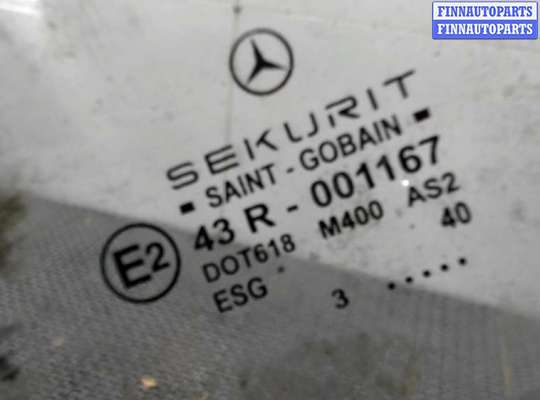 FINNAUTOPARTS
FINNAUTOPARTS
SEKURIT
SAINT - GOBAIN
E2
43 R - 001167
DOT618 M400 AS2
ESG 40
3 .....